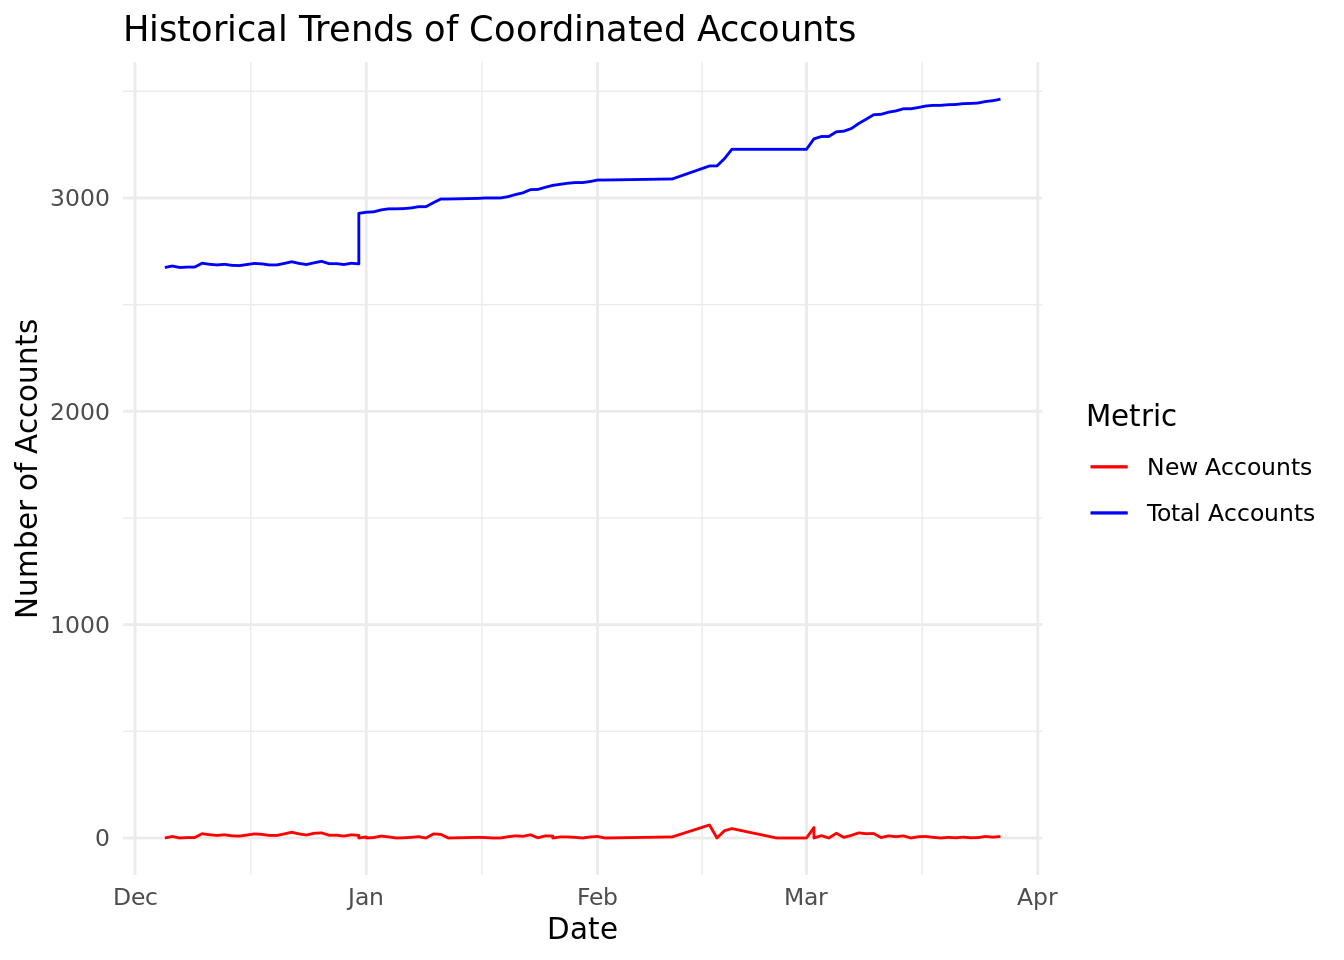 Historical Trends of Coordinated Accounts
Number of Accounts
3000
2000
1000
0
Dec
Jan
Feb
Mar
Apr
Date
Metric
New Accounts
Total Accounts